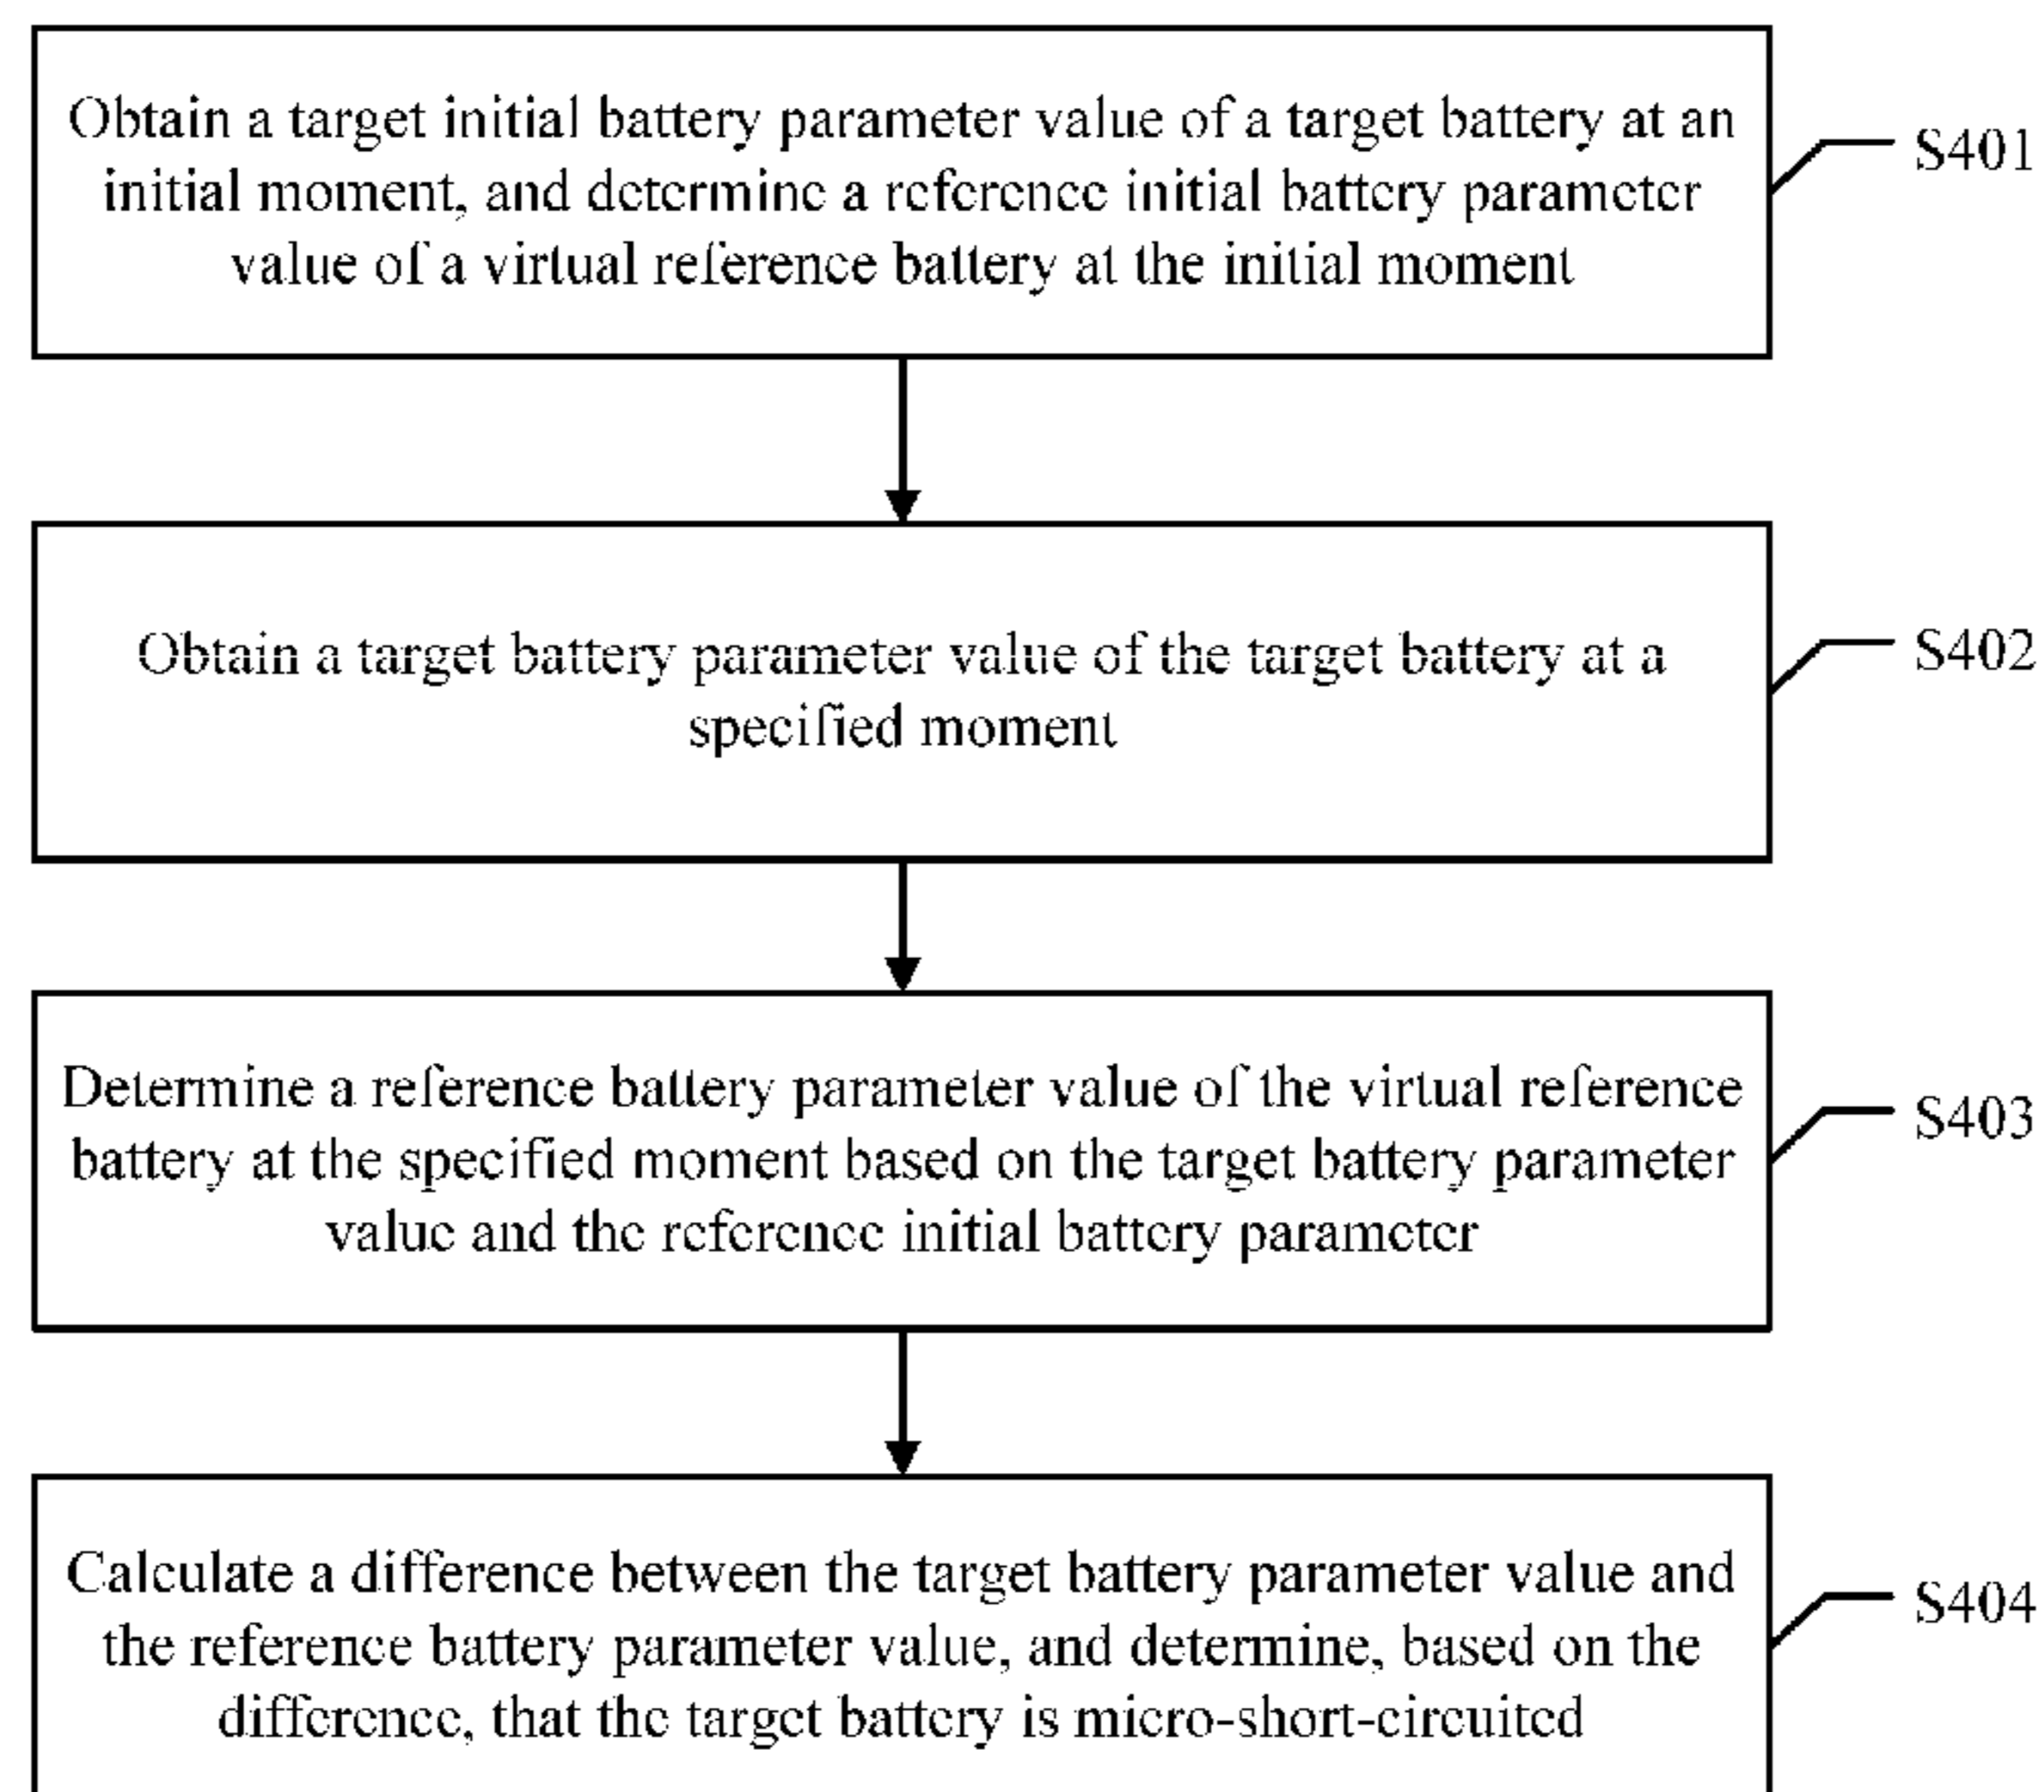 Obtain a target initial battery parameter value of a target battery at an
initial moment, and determine a reference initial battery parameter
value of a virtual reference battery at the initial moment
S401
Obtain a target battery parameter value of the target battery at a
specified moment
S402
Determine a reference battery parameter value of the virtual reference
battery at the specified moment based on the target battery parameter
value and the reference initial battery parameter
S403
Calculate a difference between the target battery parameter value and
the reference battery parameter value, and determine, based on the
difference, that the target battery is micro-short-circuited
S404